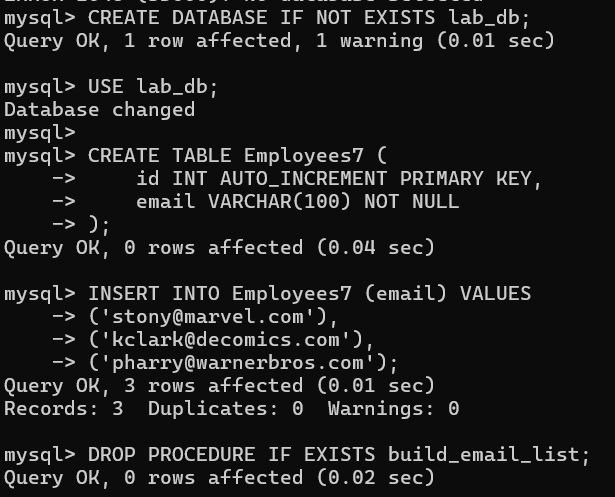 mysql> CREATE DATABASE IF NOT EXISTS lab_db;
Query OK, 1 row affected, 1 warning (0.01 sec)
mysql> USE lab_db;
Database changed
mysql>
mysql> CREATE TABLE Employees7 (
    ->     id INT AUTO_INCREMENT PRIMARY KEY,
    ->     email VARCHAR(100) NOT NULL
    -> );
Query OK, 0 rows affected (0.04 sec)
mysql> INSERT INTO Employees7 (email) VALUES
    -> ('stony@marvel.com'),
    -> ('kclark@decomics.com'),
    -> ('pharry@warnerbros.com');
Query OK, 3 rows affected (0.01 sec)
Records: 3  Duplicates: 0  Warnings: 0
mysql> DROP PROCEDURE IF EXISTS build_email_list;
Query OK, 0 rows affected (0.02 sec)